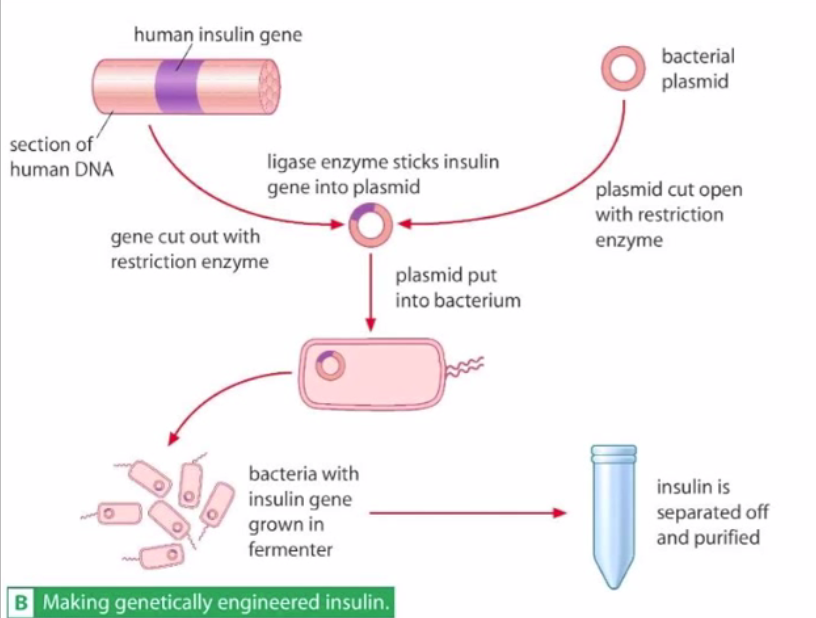 human insulin gene
bacterial
plasmid
section of
human DNA
ligase enzyme sticks insulin
gene into plasmid
plasmid cut open
with restriction
enzyme
gene cut out with
restriction enzyme
plasmid put
into bacterium
bacteria with
insulin gene
grown in
fermenter
insulin is
separated off
and purified
B Making genetically engineered insulin.